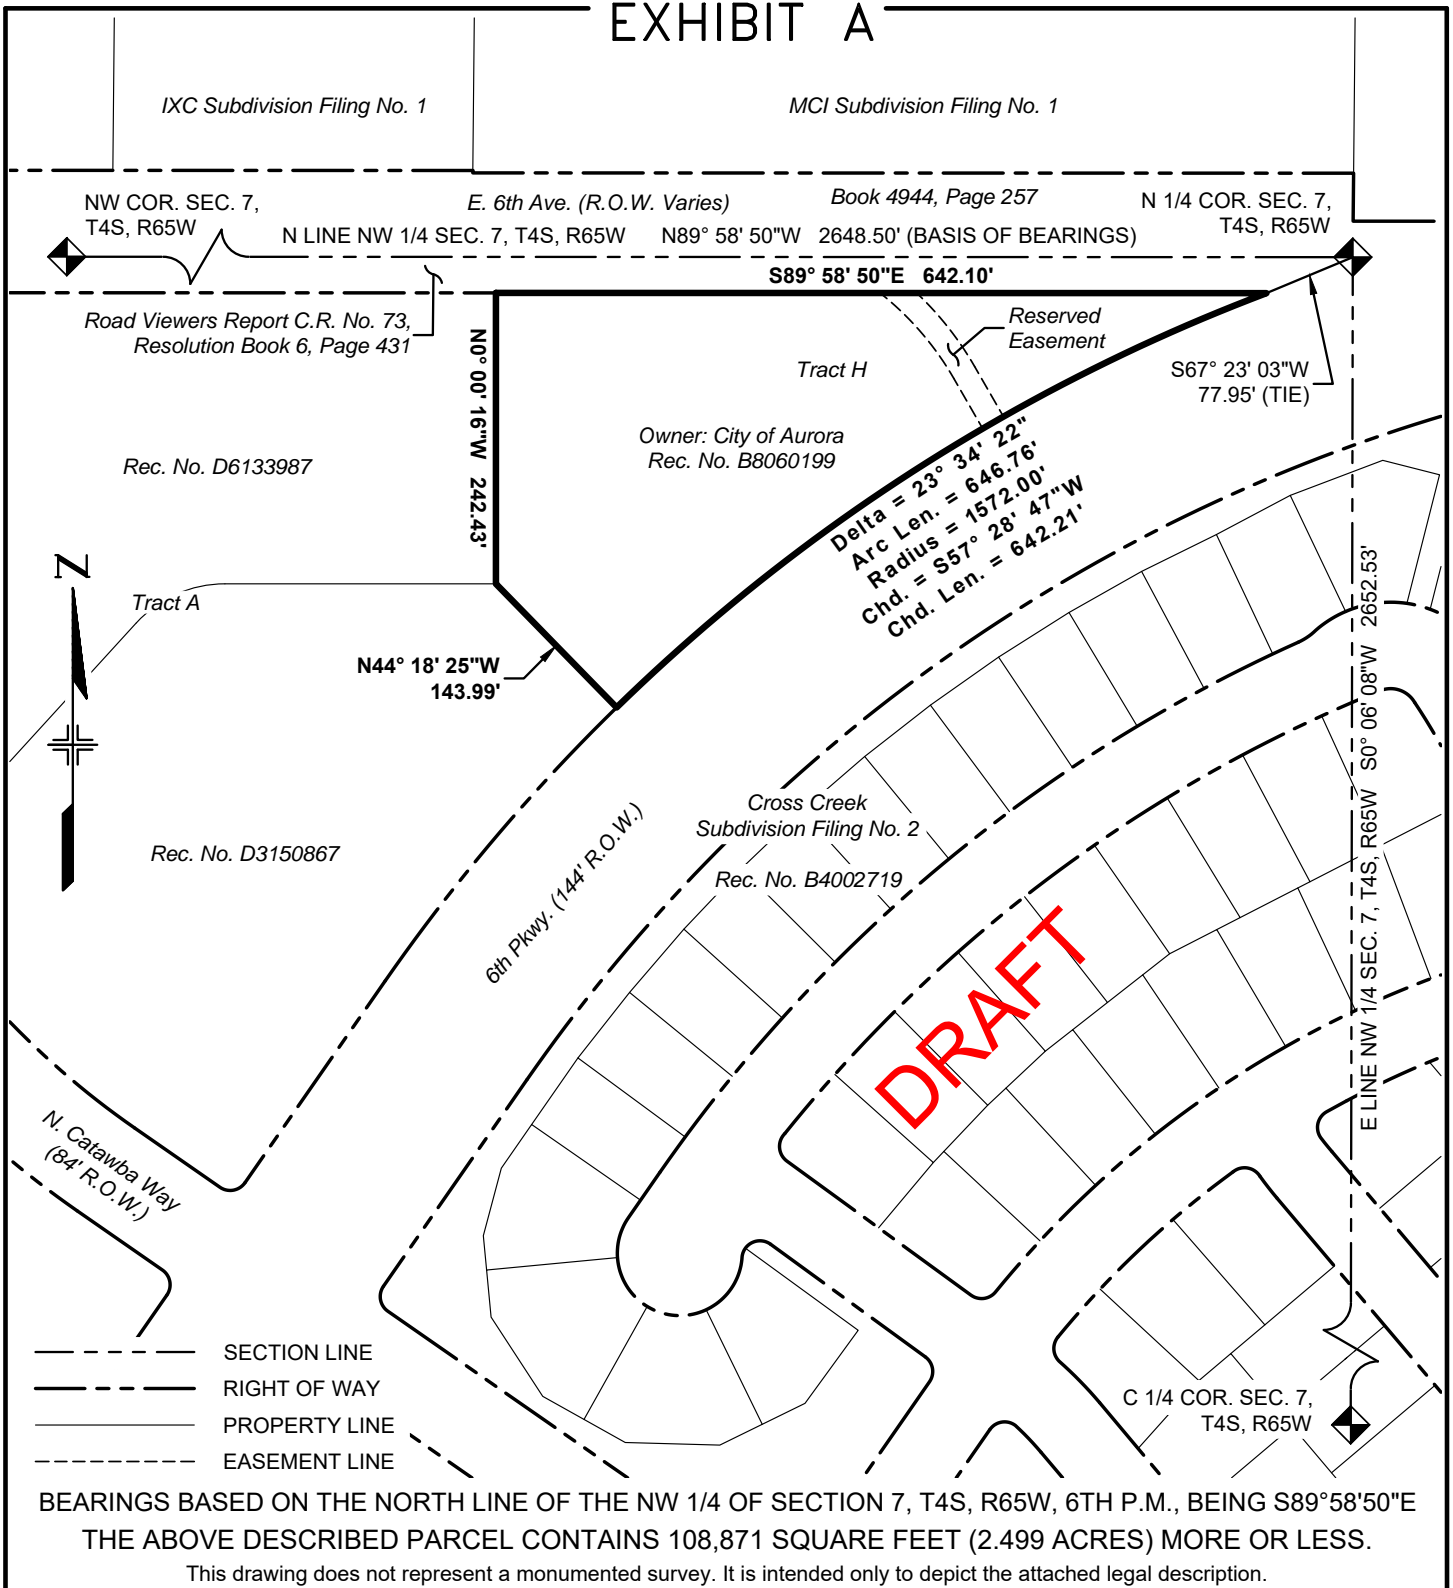 EXHIBIT A
IXC Subdivision Filing No. 1
MCI Subdivision Filing No. 1
NW COR. SEC. 7,
T4S, R65W
E. 6th Ave. (R.O.W. Varies)
Book 4944, Page 257
N 1/4 COR. SEC. 7,
T4S, R65W
N LINE NW 1/4 SEC. 7, T4S, R65W N89° 58' 50"W 2648.50' (BASIS OF BEARINGS)
S89° 58' 50"E 642.10'
Road Viewers Report C.R. No. 73,
Resolution Book 6, Page 431
N0° 00' 16"W 242.43'
Reserved
Easement
Tract H
S67° 23' 03"W
77.95' (TIE)
Owner: City of Aurora
Rec. No. B8060199
Rec. No. D6133987
Delta = 23° 34' 22"
Arc Len. = 646.76'
Radius = 1572.00'
Chd. = S57° 28' 47"W
Chd. Len. = 642.21'
N
Tract A
N44° 18' 25"W
143.99'
E LINE NW 1/4 SEC. 7, T4S, R65W S0° 06' 08"W 2652.53'
Rec. No. D3150867
6th Pkwy. (144' R.O.W.)
Cross Creek
Subdivision Filing No. 2
Rec. No. B4002719
DRAFT
N. Catawba Way
(84' R.O.W.)
SECTION LINE
RIGHT OF WAY
PROPERTY LINE
EASEMENT LINE
C 1/4 COR. SEC. 7,
T4S, R65W
BEARINGS BASED ON THE NORTH LINE OF THE NW 1/4 OF SECTION 7, T4S, R65W, 6TH P.M., BEING S89°58'50"E
THE ABOVE DESCRIBED PARCEL CONTAINS 108,871 SQUARE FEET (2.499 ACRES) MORE OR LESS.
This drawing does not represent a monumented survey. It is intended only to depict the attached legal description.